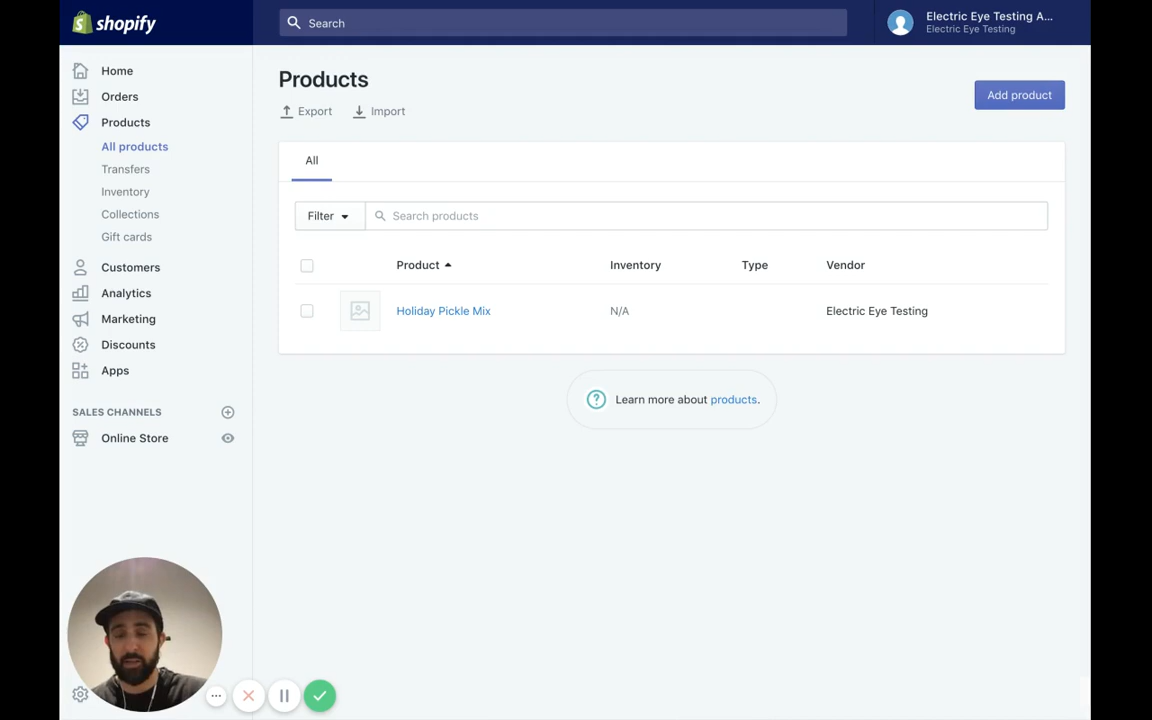 shopify
Search
Electric Eye Testing A...
Electric Eye Testing
Home
Orders
Products
All products
Transfers
Inventory
Collections
Gift cards
Customers
Analytics
Marketing
Discounts
Apps
SALES CHANNELS
Online Store
Products
Export Import
Add product
All
Filter Search products
Product Inventory Type Vendor
Holiday Pickle Mix N/A Electric Eye Testing
Learn more about products.